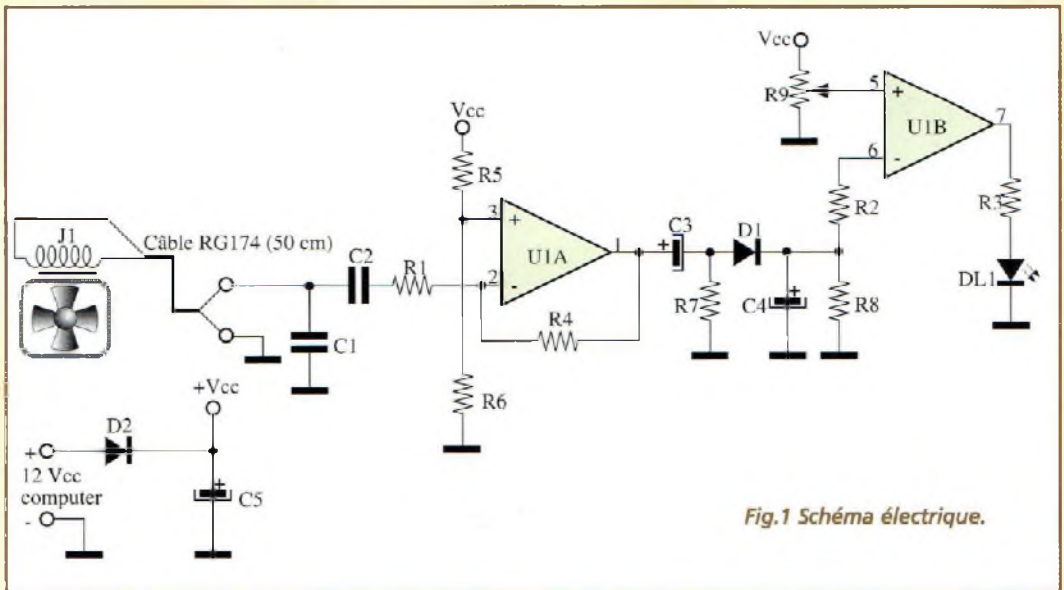 Vcc
R9
5
+
U1B
7
6
-
R2
R3
DL1
Vcc
R5
3
+
U1A
1
2
-
R4
R6
C3
+
D1
R7
C4
+
R8
J1
Câble RG174 (50 cm)
C2
R1
C1
+Vcc
D2
+
12 Vcc
computer
-
+
C5
Fig.1 Schéma électrique.